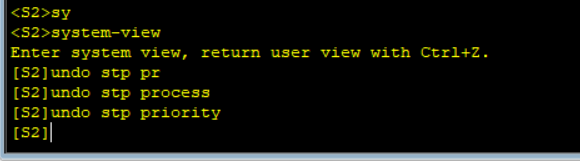 <S2>sy
<S2>system-view
Enter system view, return user view with Ctrl+Z.
[S2]undo stp pr
[S2]undo stp process
[S2]undo stp priority
[S2]